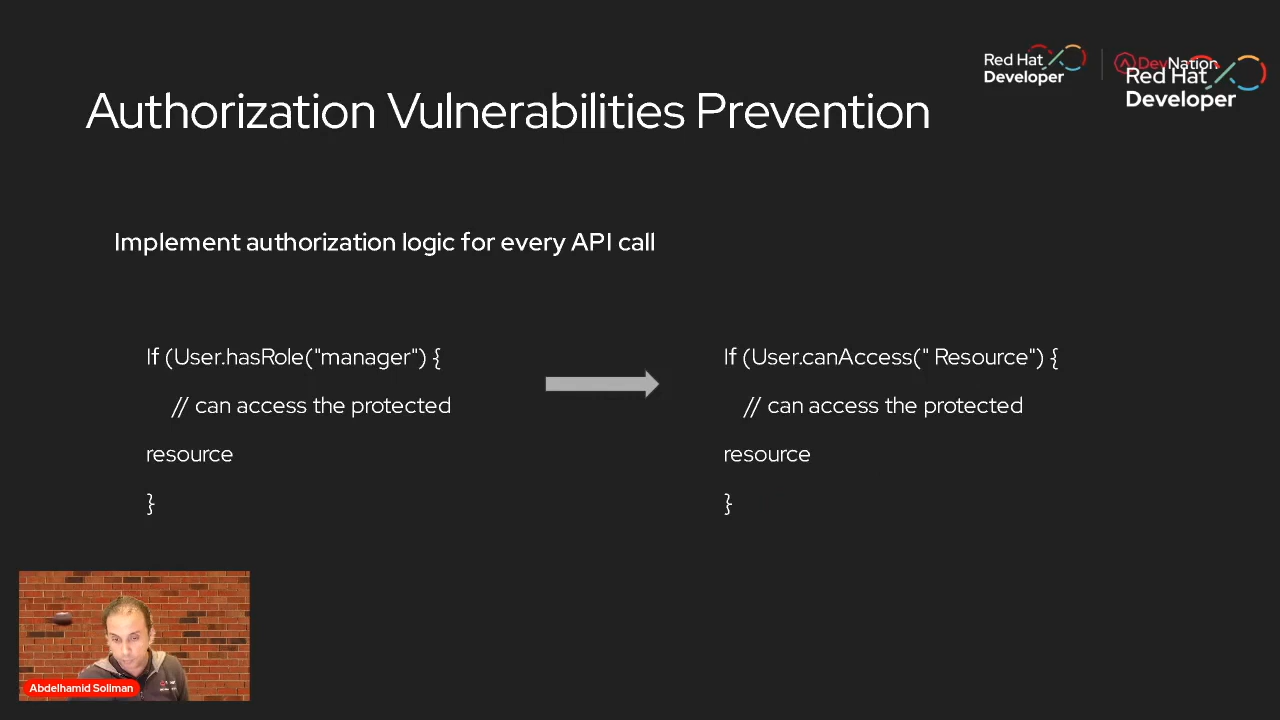 Red Hat
Developer
DevNation
Red Hat
Developer
Authorization Vulnerabilities Prevention
Implement authorization logic for every API call
If (User.hasRole("manager") {
// can access the protected
resource
}
If (User.canAccess(" Resource") {
// can access the protected
resource
}
Abdelhamid Soliman